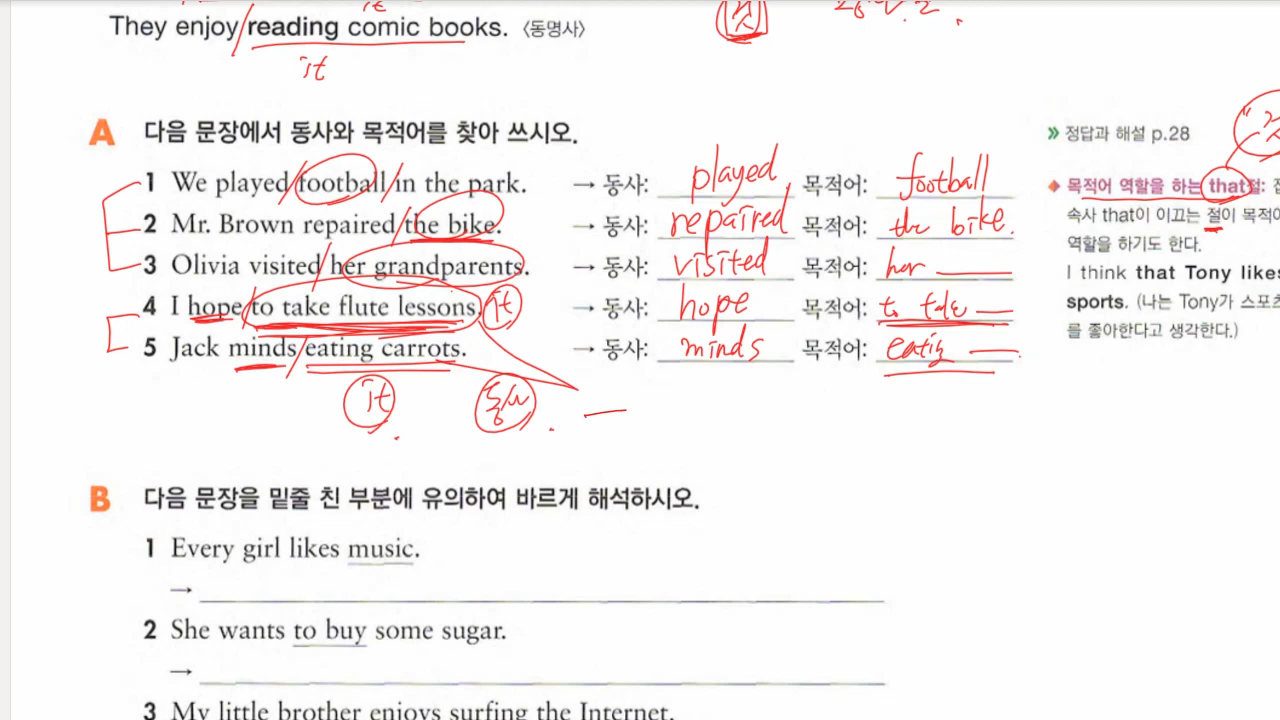 it
They enjoy/reading comic books. 〈동명사〉
it
A 다음 문장에서 동사와 목적어를 찾아 쓰시오.
1 We played/football/in the park. → 동사: played 목적어: football
2 Mr. Brown repaired/the bike. → 동사: repaired 목적어: the bike.
3 Olivia visited/her grandparents. → 동사: visited 목적어: her
4 I hope/to take flute lessons. it → 동사: hope 목적어: to take
5 Jack minds/eating carrots. → 동사: minds 목적어: eating
it 동사
» 정답과 해설 p.28
목적어 역할을 하는 that절: 접
속사 that이 이끄는 절이 목적어
역할을 하기도 한다.
I think that Tony likes
sports. (나는 Tony가 스포츠
를 좋아한다고 생각한다.)
B 다음 문장을 밑줄 친 부분에 유의하여 바르게 해석하시오.
1 Every girl likes music.
→
2 She wants to buy some sugar.
→
3 My little brother enjoys surfing the Internet.